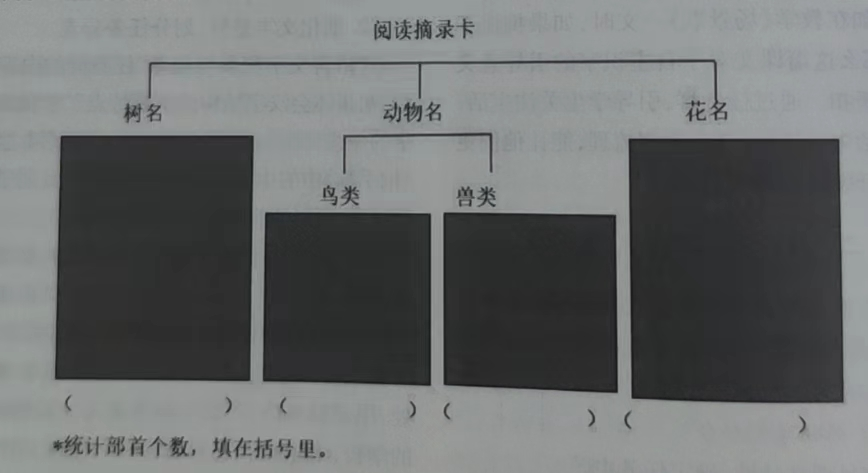 阅读摘录卡
树名 动物名 花名
鸟类 兽类
( ) ( ) ( ) ( )
*统计部首个数，填在括号里。